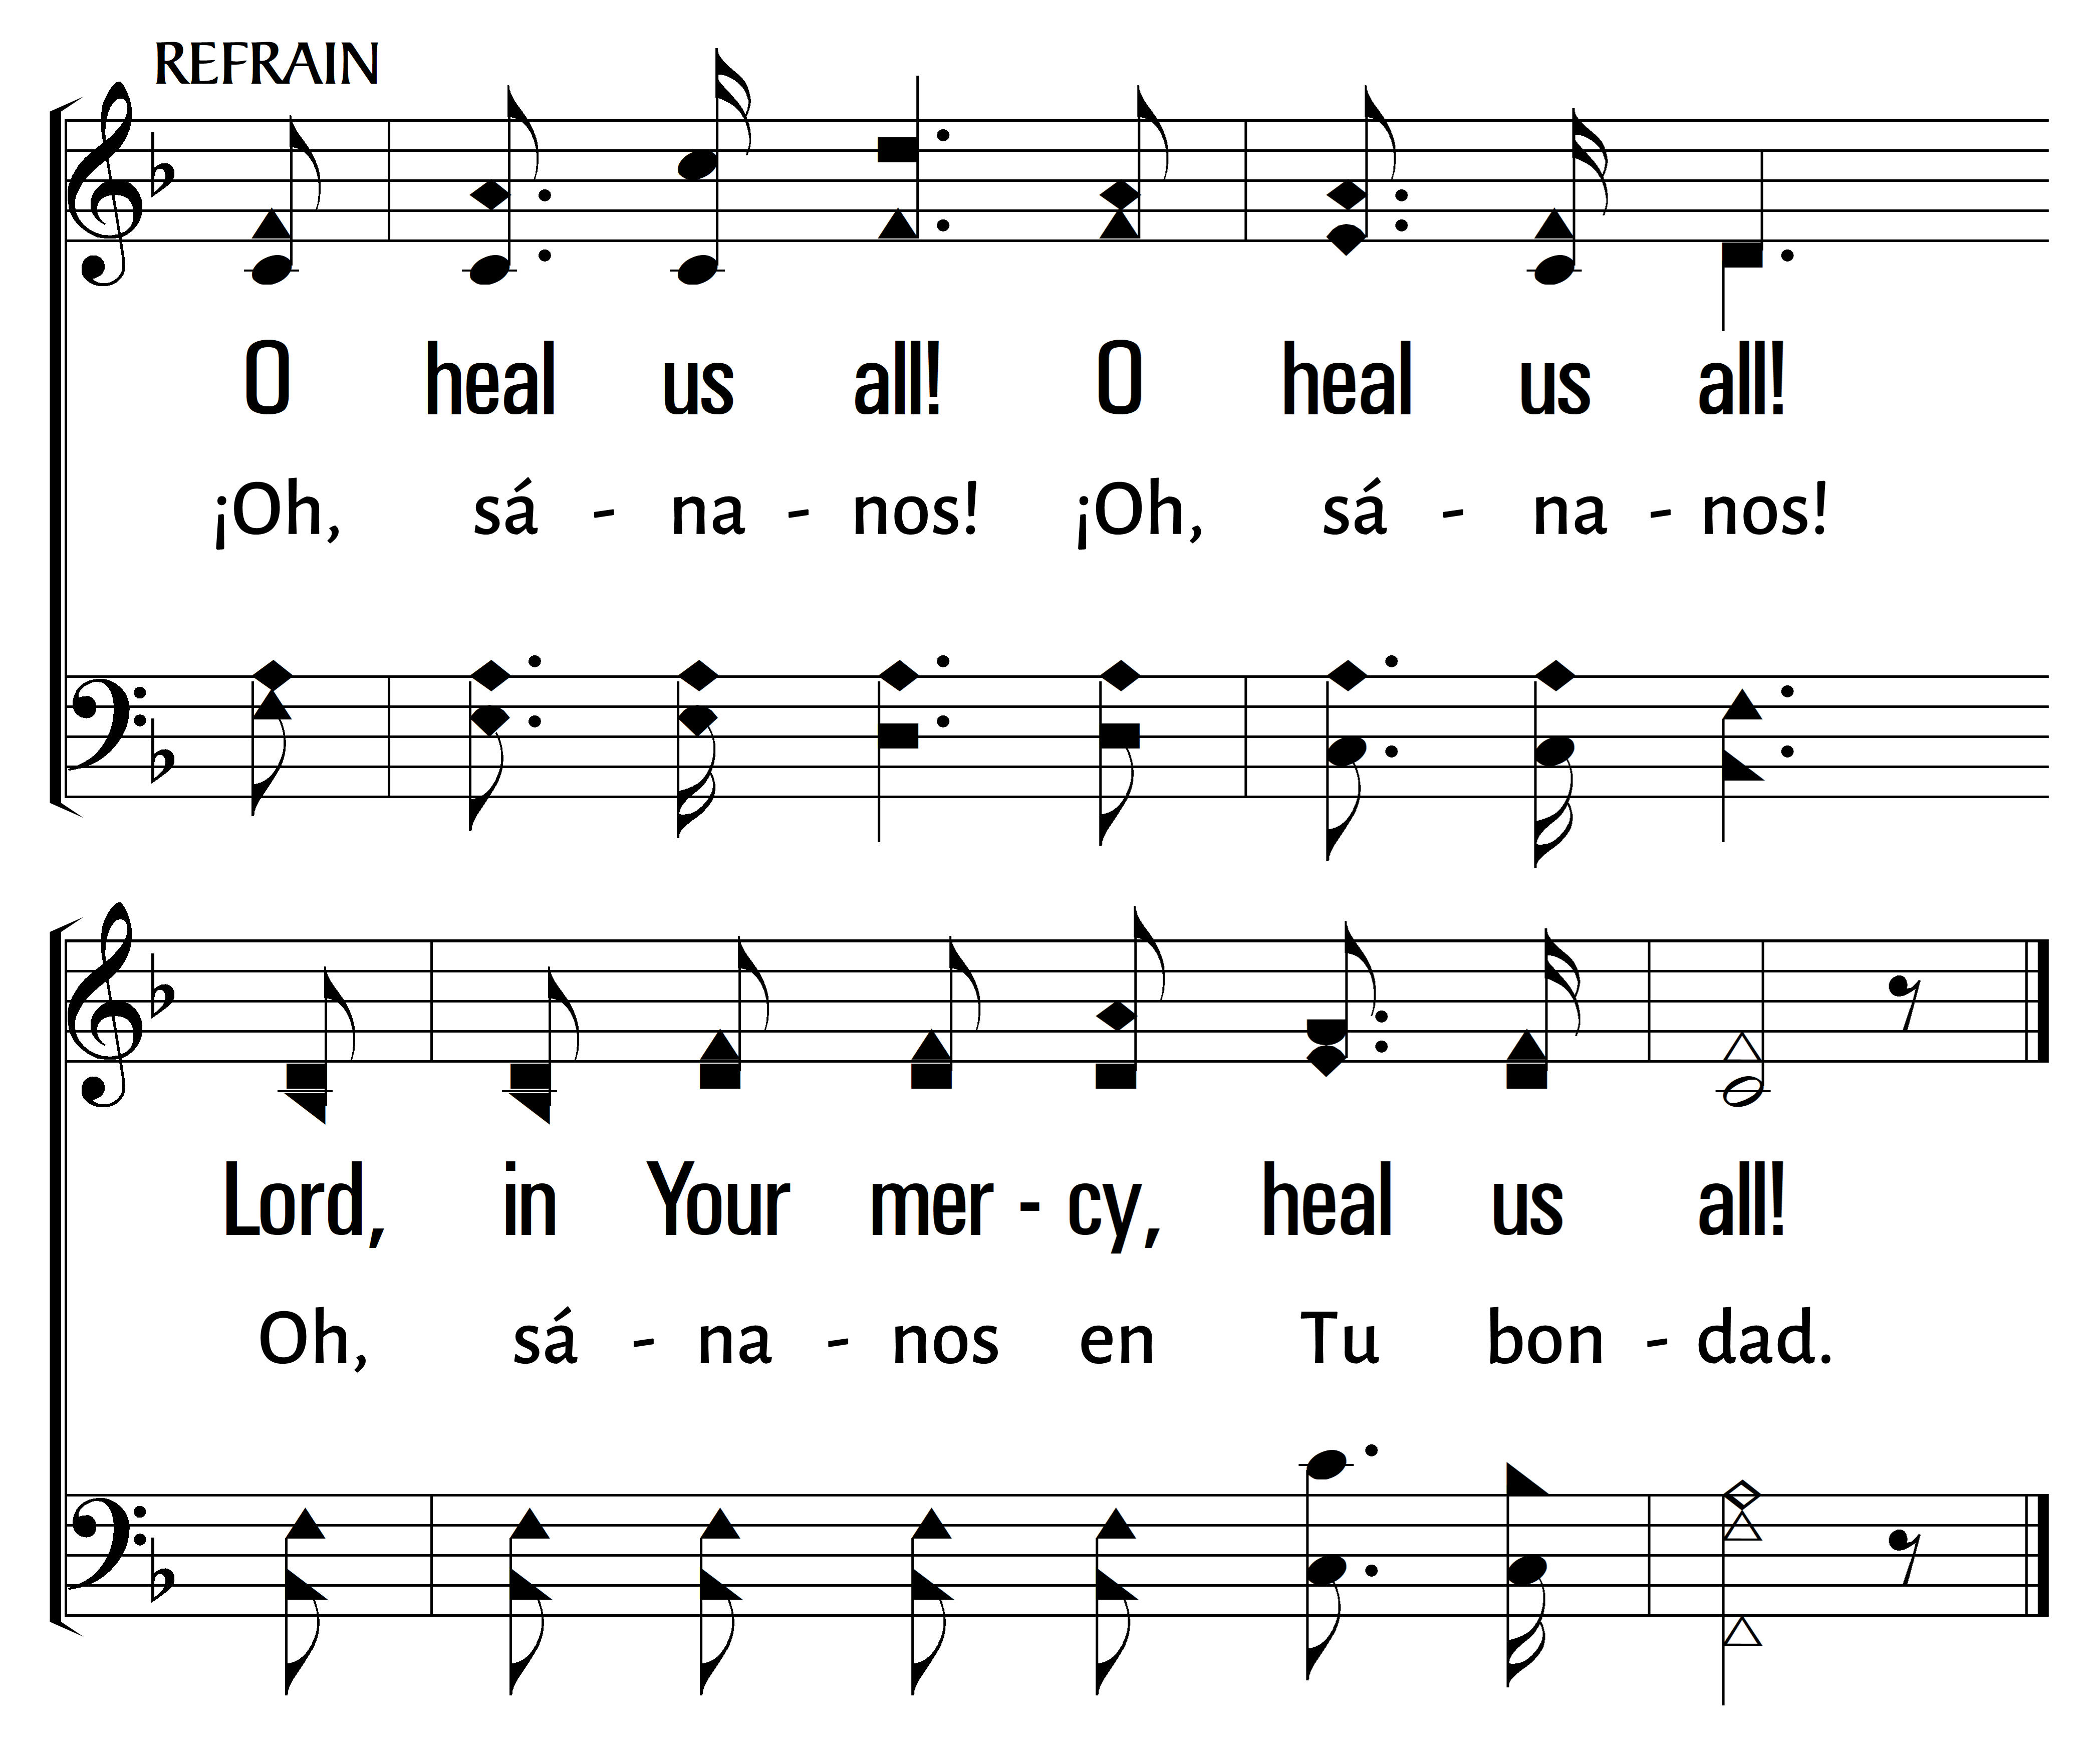 REFRAIN
O heal us all! O heal us all!
¡Oh, sá - na - nos! ¡Oh, sá - na - nos!
Lord, in Your mer - cy, heal us all!
Oh, sá - na - nos en Tu bon - dad.